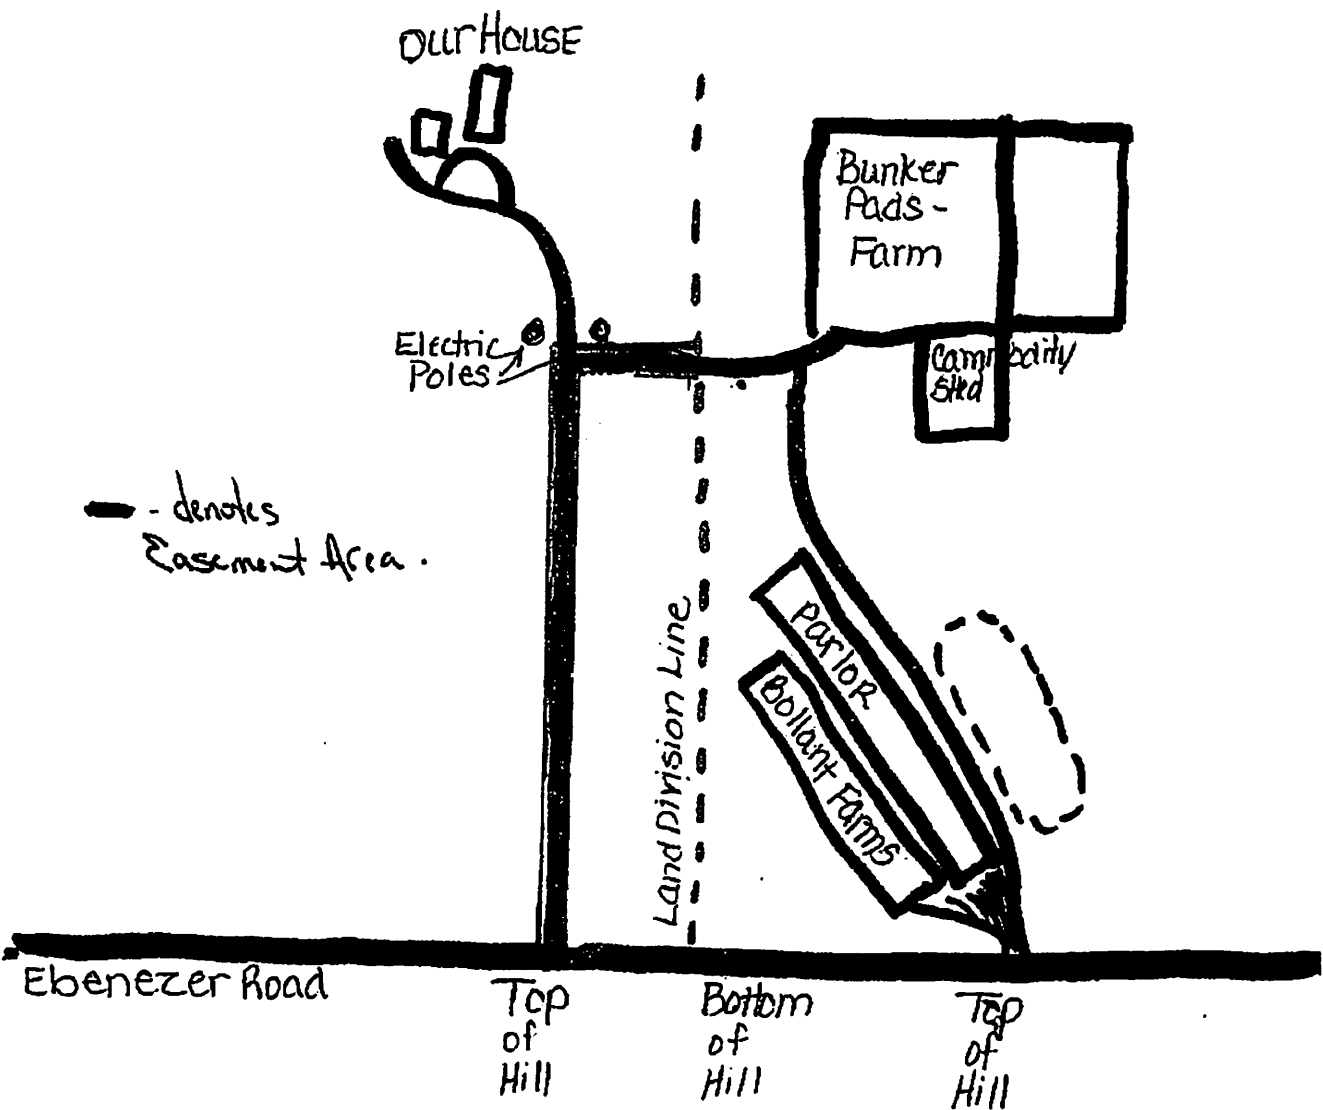 OUr HOUSE
Bunker
Pads-
Farm
Electric
Poles
Commodity
Shed
- denotes
Easement Area.
Parlor
Bollant Farms
Land Division Line
Ebenezer Road
Top
of
Hill
Bottom
of
Hill
Top
of
Hill